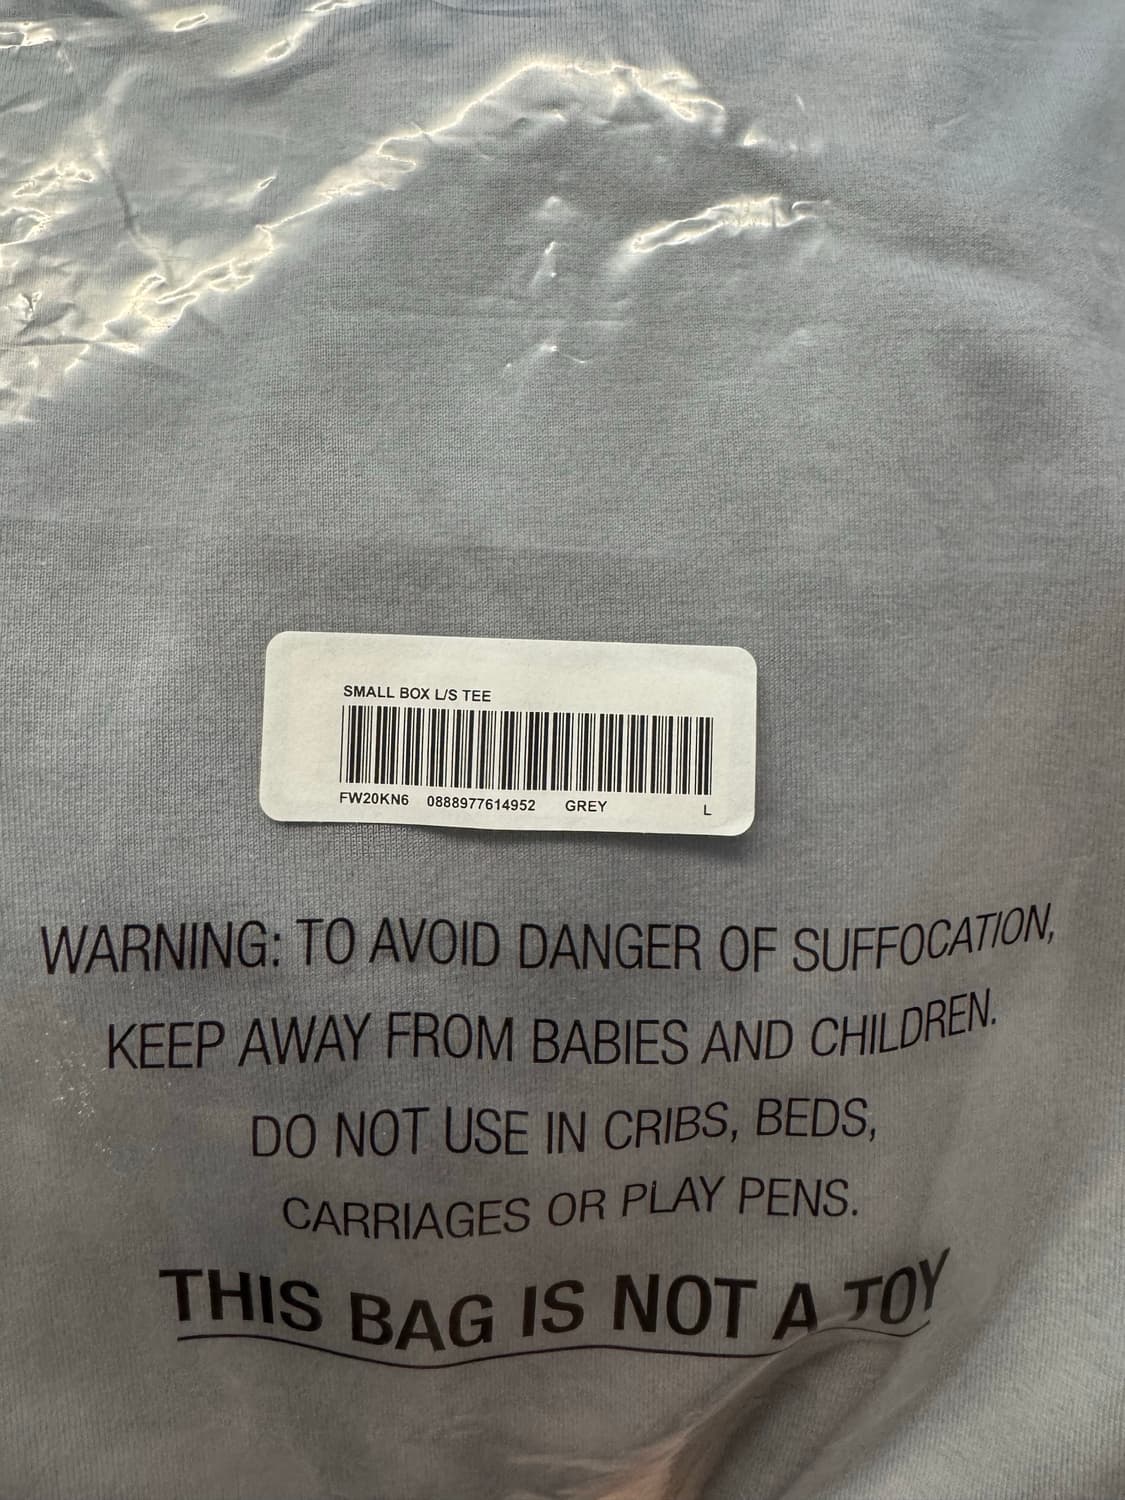 SMALL BOX L/S TEE
FW20KN6 0888977614952 GREY L
WARNING: TO AVOID DANGER OF SUFFOCATION,
KEEP AWAY FROM BABIES AND CHILDREN.
DO NOT USE IN CRIBS, BEDS,
CARRIAGES OR PLAY PENS.
THIS BAG IS NOT A TOY